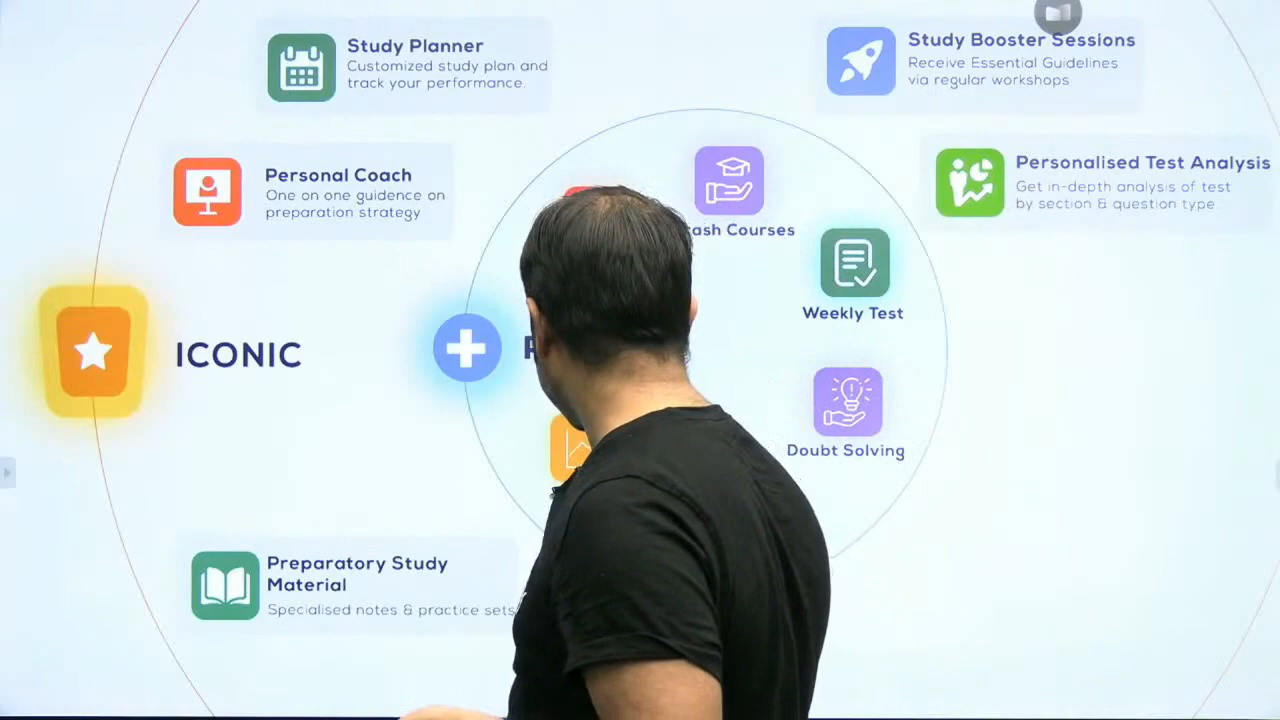 Study Planner
Customized study plan and
track your performance.
Study Booster Sessions
Receive Essential Guidelines
via regular workshops
Personal Coach
One on one guidance on
preparation strategy
Personalised Test Analysis
Get in-depth analysis of test
by section & question type
Courses
Weekly Test
ICONIC
Doubt Solving
Preparatory Study
Material
Specialised notes & practice sets